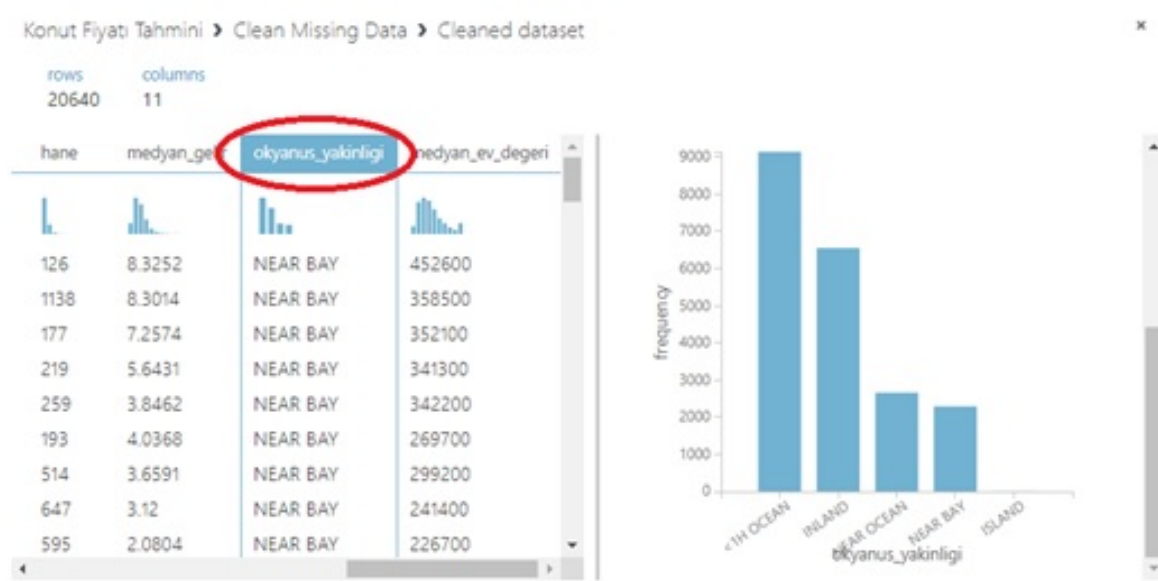 Konut Fiyatı Tahmini ❯ Clean Missing Data ❯ Cleaned dataset
×
rows columns
20640 11
hane medyan_gelir okyanus_yakinligi medyan_ev_degeri
126 8.3252 NEAR BAY 452600
1138 8.3014 NEAR BAY 358500
177 7.2574 NEAR BAY 352100
219 5.6431 NEAR BAY 341300
259 3.8462 NEAR BAY 342200
193 4.0368 NEAR BAY 269700
514 3.6591 NEAR BAY 299200
647 3.12 NEAR BAY 241400
595 2.0804 NEAR BAY 226700
9000
8000
7000
6000
5000
4000
3000
2000
1000
0
frequency
<1H OCEAN INLAND NEAR OCEAN NEAR BAY ISLAND
okyanus_yakinligi